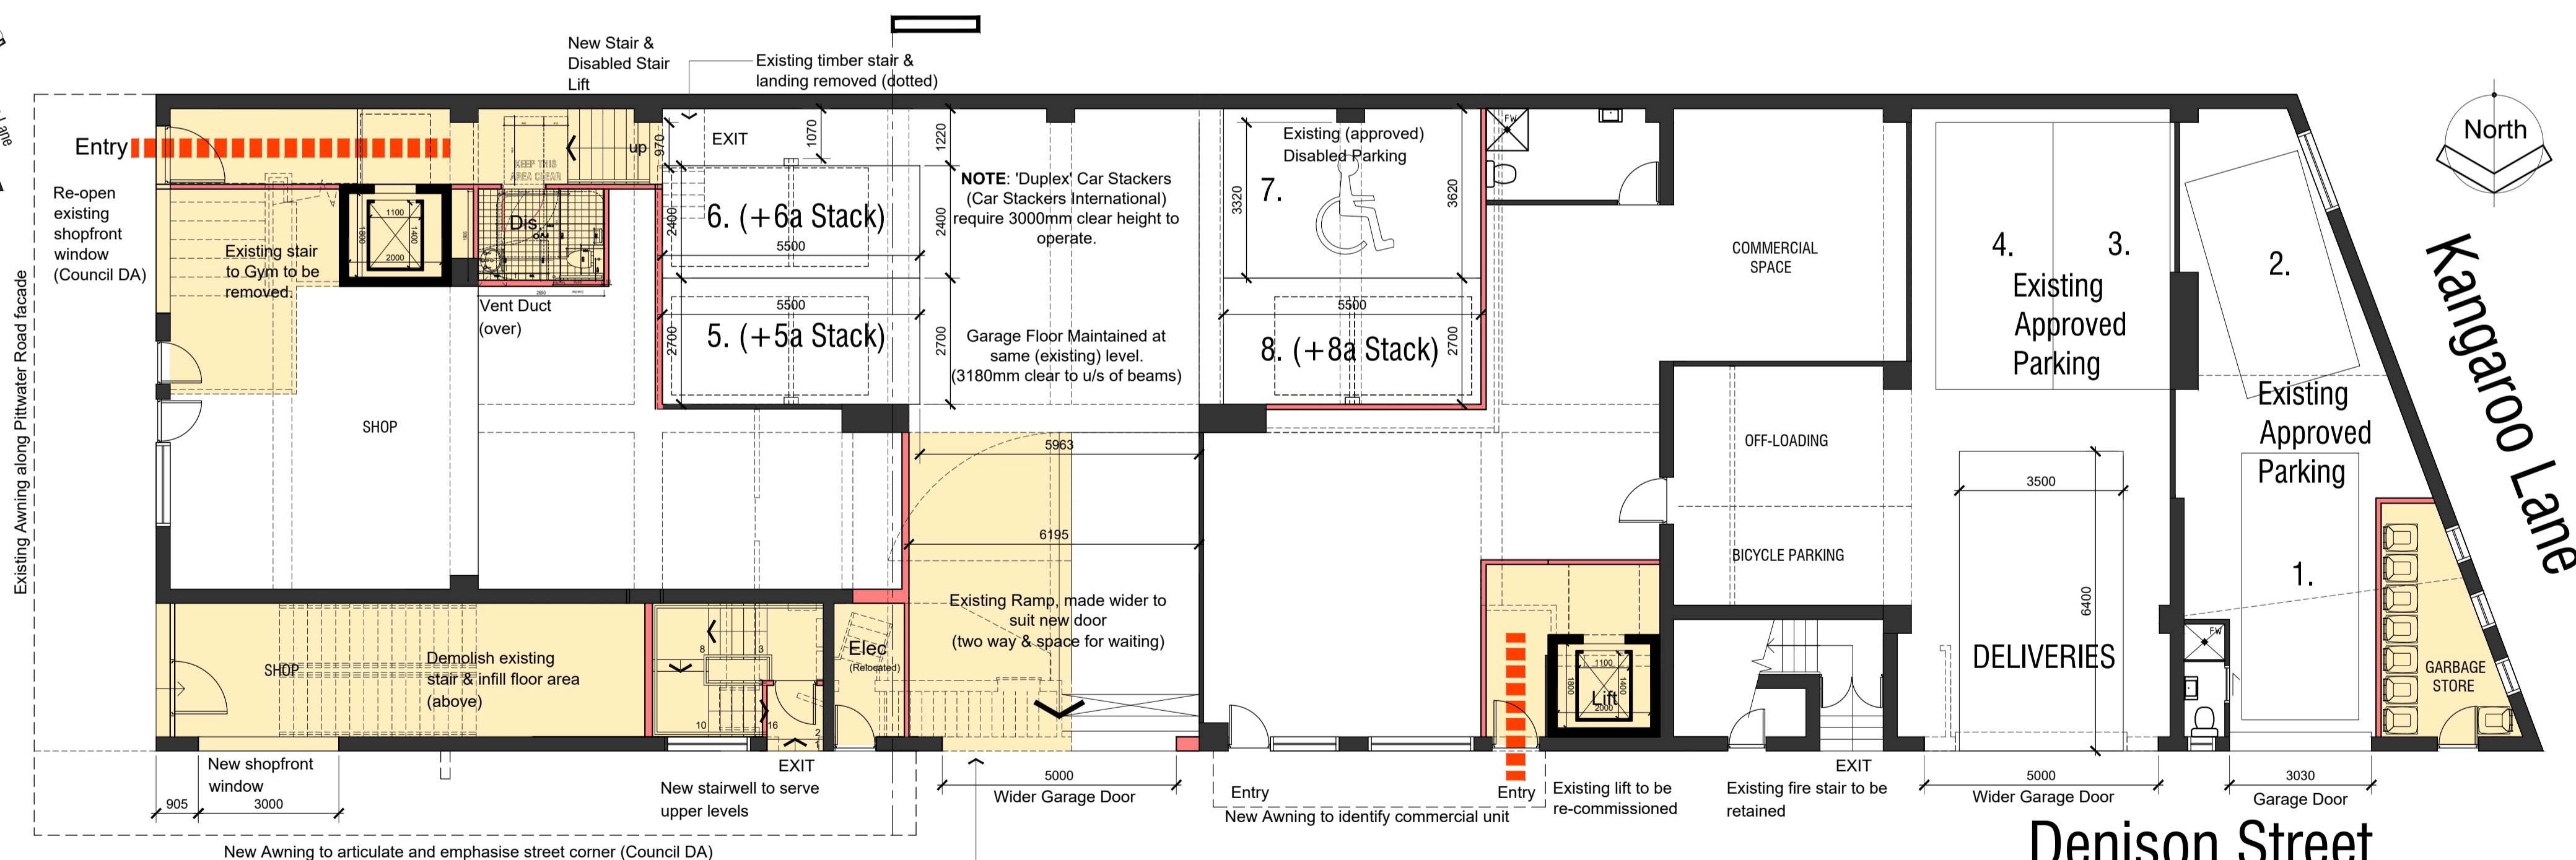 New Stair &
Disabled Stair
Lift
Existing timber stair &
landing removed (dotted)
Entry
Re-open
existing
shopfront
window
(Council DA)
Existing Awning along Pittwater Road facade
up
KEEP THIS
AREA CLEAR
970
EXIT
1070
1220
Existing stair
to Gym to be
removed.
1100
1800
1400
2000
Dis.
Vent Duct
(over)
2400
6. (+6a Stack)
5500
2400
5500
2700
5. (+5a Stack)
2700
NOTE: 'Duplex' Car Stackers
(Car Stackers International)
require 3000mm clear height to
operate.
Garage Floor Maintained at
same (existing) level.
(3180mm clear to u/s of beams)
Existing (approved)
Disabled Parking
7.
3320
3620
5500
8. (+8a Stack)
2700
FW
COMMERCIAL
SPACE
OFF-LOADING
BICYCLE PARKING
4.
3.
Existing
Approved
Parking
2.
Existing
Approved
Parking
1.
North
Kangaroo Lane
SHOP
5963
6195
Existing Ramp, made wider to
suit new door
(two way & space for waiting)
SHOP
Demolish existing
stair & infill floor area
(above)
8
3
10
16
2
Elec
(Relocated)
1100
1800
1400
Lift
2000
3500
6400
DELIVERIES
FW
GARBAGE
STORE
New shopfront
window
905
3000
EXIT
New stairwell to serve
upper levels
5000
Wider Garage Door
Entry
Entry
New Awning to identify commercial unit
Existing lift to be
re-commissioned
Existing fire stair to be
retained
EXIT
5000
Wider Garage Door
3030
Garage Door
New Awning to articulate and emphasise street corner (Council DA)
Denison Street